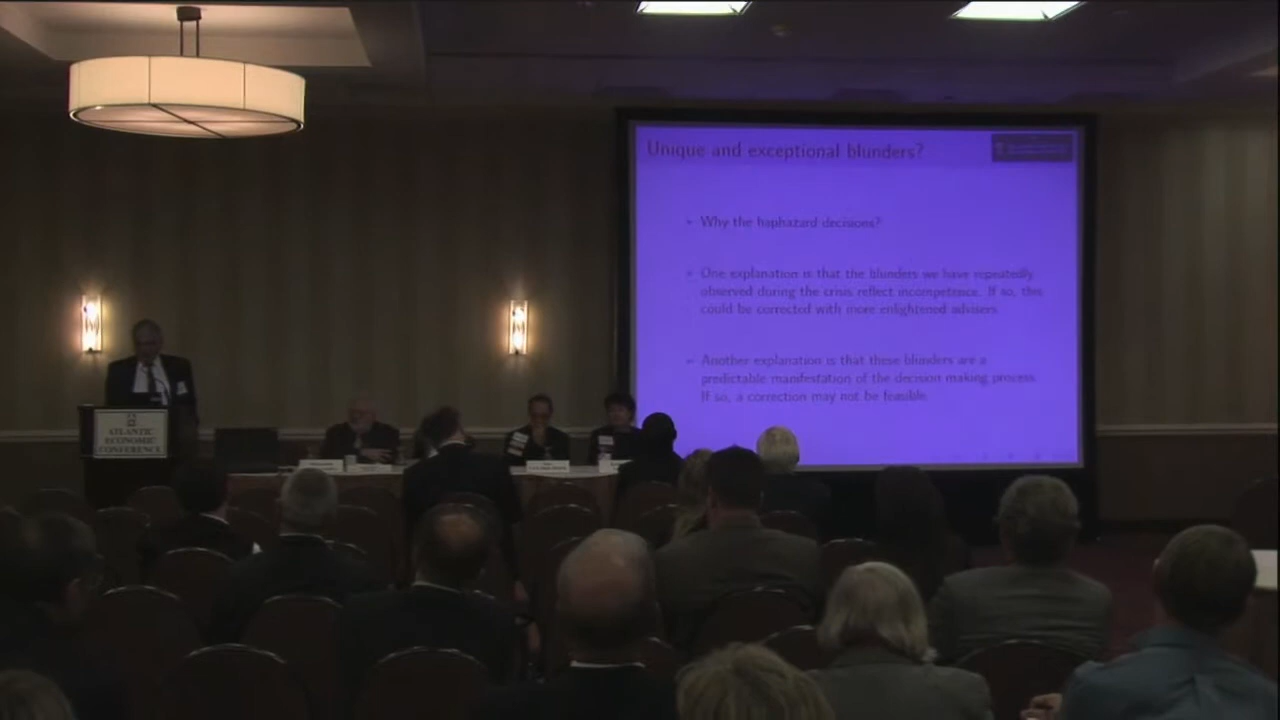 Unique and exceptional blunders?
Why the haphazard decisions?
One explanation is that the blunders we have repeatedly
observed during the crisis reflect incompetence. If so, this
could be corrected with more enlightened advisers.
Another explanation is that these blunders are a
predictable manifestation of the decision making process.
If so, a correction may not be feasible.
ATLANTIC
ECONOMIC
CONFERENCE